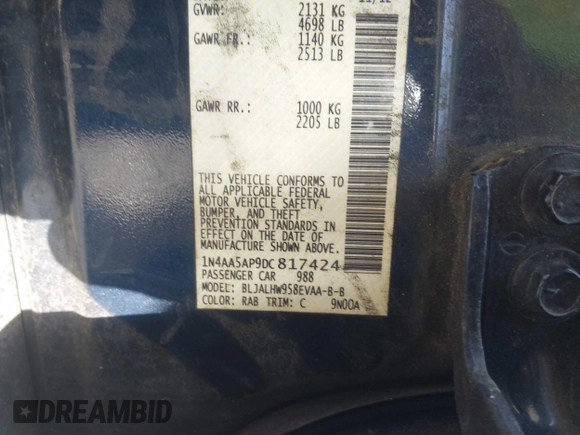 GVWR: 2131 KG
4698 LB
GAWR FR.: 1140 KG
2513 LB
GAWR RR.: 1000 KG
2205 LB
THIS VEHICLE CONFORMS TO
ALL APPLICABLE FEDERAL
MOTOR VEHICLE SAFETY,
BUMPER, AND THEFT
PREVENTION STANDARDS IN
EFFECT ON THE DATE OF
MANUFACTURE SHOWN ABOVE.
1N4AA5AP9DC817424
PASSENGER CAR 988
MODEL: BLJALHW958EVAA-B-B
COLOR: RAB TRIM: C 9N00A
DREAMBID